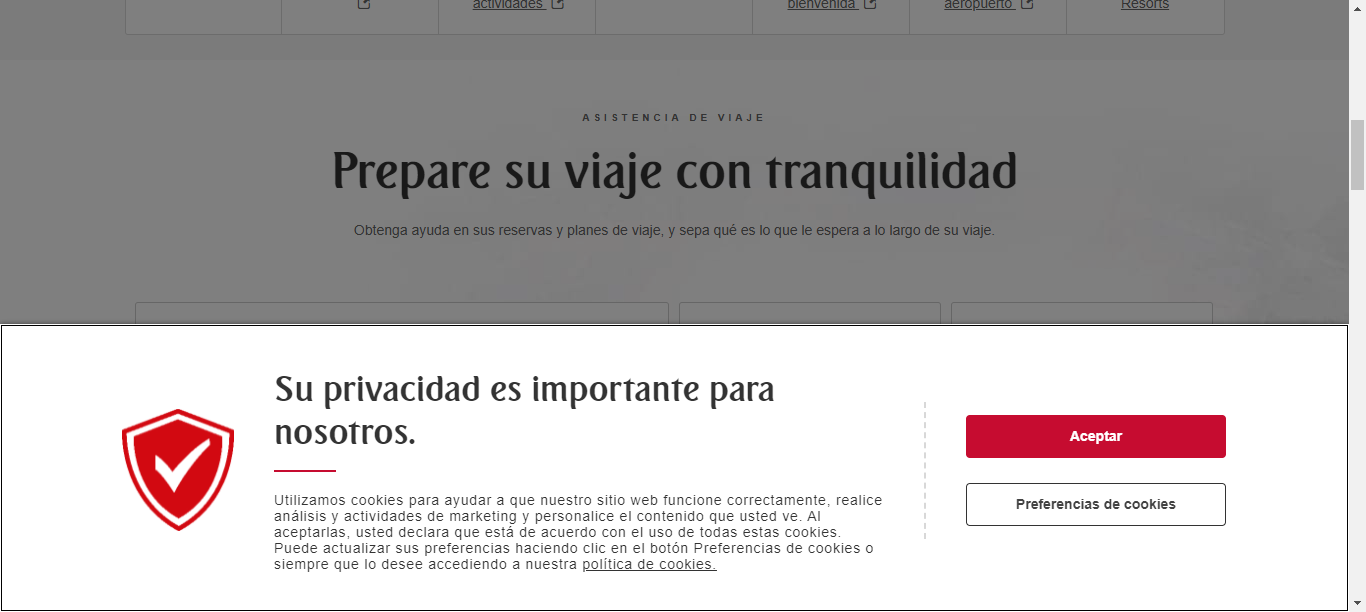 actividades
bienvenida
aeropuerto
Resorts
ASISTENCIA DE VIAJE
Prepare su viaje con tranquilidad
Obtenga ayuda en sus reservas y planes de viaje, y sepa qué es lo que le espera a lo largo de su viaje.
Su privacidad es importante para
nosotros.
Utilizamos cookies para ayudar a que nuestro sitio web funcione correctamente, realice
análisis y actividades de marketing y personalice el contenido que usted ve. Al
aceptarlas, usted declara que está de acuerdo con el uso de todas estas cookies.
Puede actualizar sus preferencias haciendo clic en el botón Preferencias de cookies o
siempre que lo desee accediendo a nuestra política de cookies.
Aceptar
Preferencias de cookies